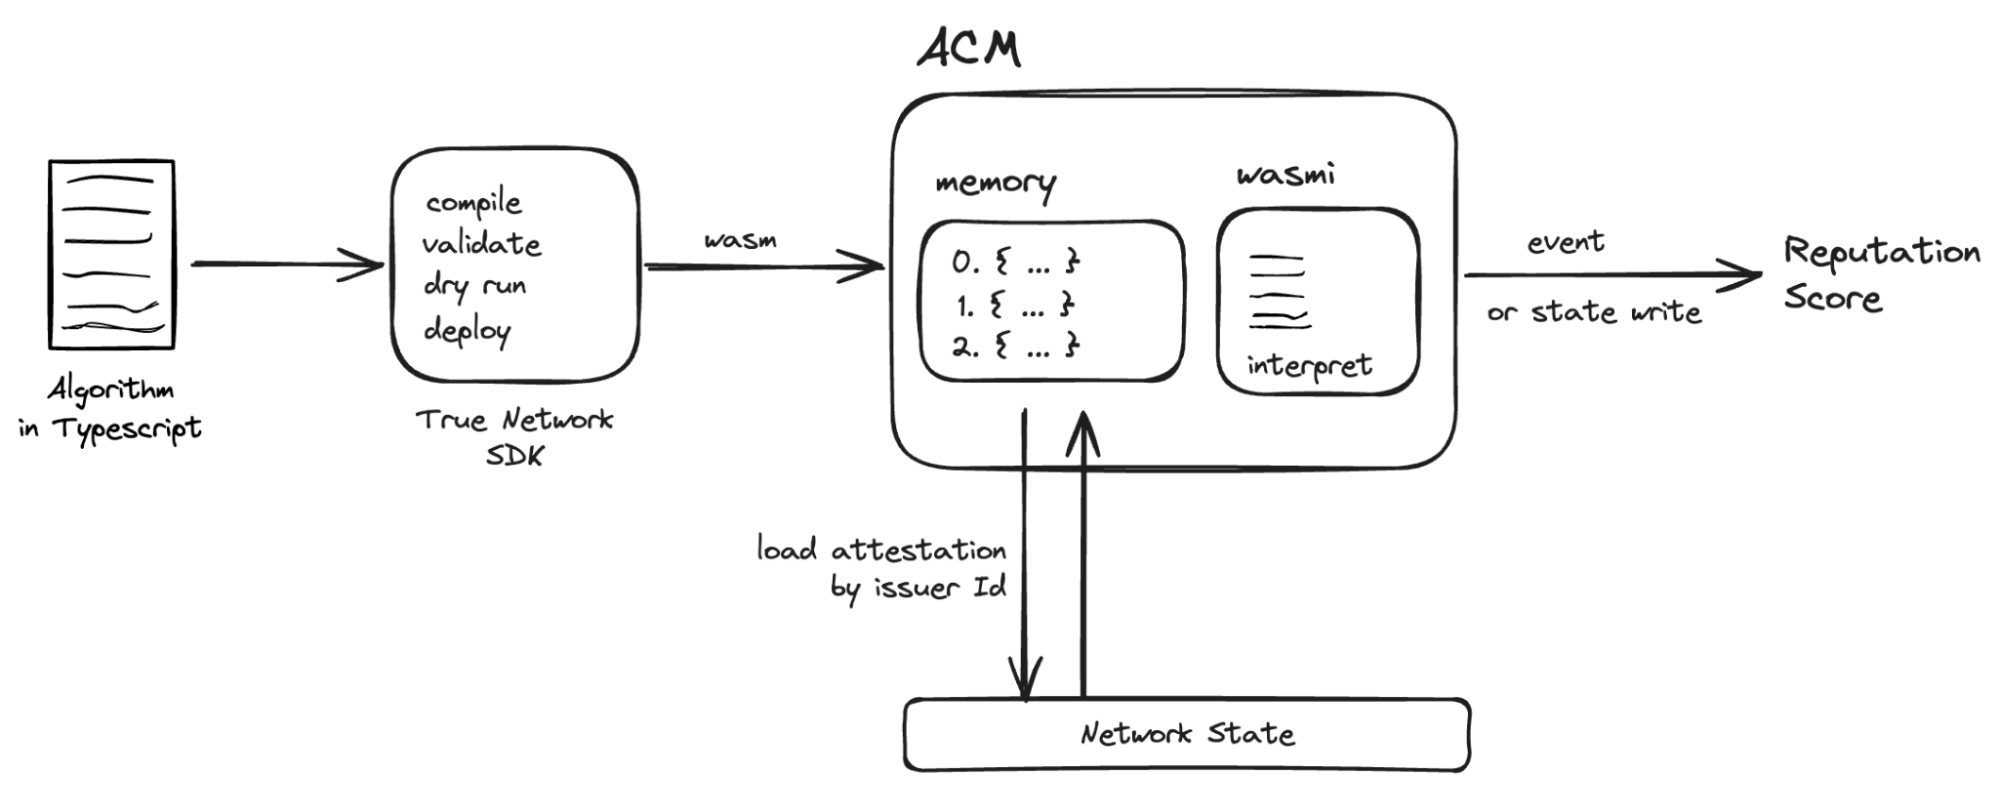 ACM
Algorithm
in Typescript
compile
validate
dry run
deploy
True Network
SDK
wasm
memory
0. { ... }
1. { ... }
2. { ... }
wasmi
interpret
event
or state write
Reputation
Score
load attestation
by issuer Id
Network State